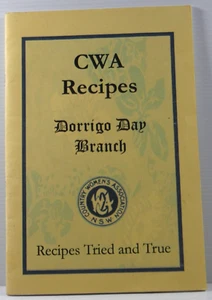 CWA
Recipes
Dorrigo Day
Branch
COUNTRY WOMEN'S ASSOCIATION
CWA
N S W
Recipes Tried and True